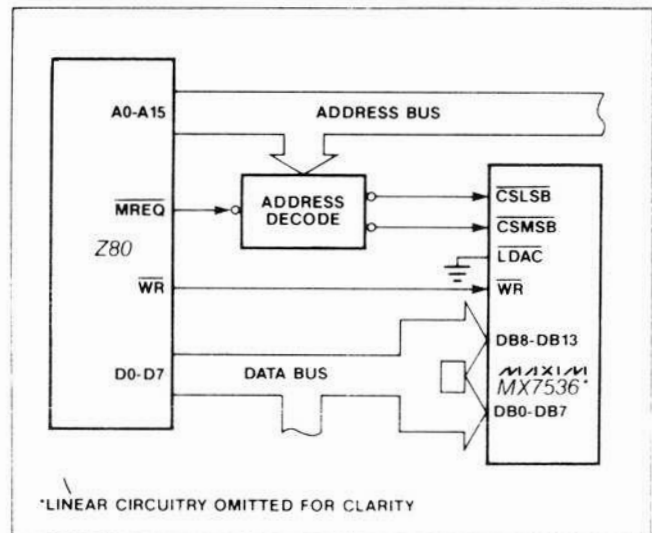 A0-A15
ADDRESS BUS
MREQ
ADDRESS
DECODE
CSLSB
CSMSB
LDAC
Z80
WR
WR
DB8-DB13
D0-D7
DATA BUS
MAXIM
MX7536*
DB0-DB7
*LINEAR CIRCUITRY OMITTED FOR CLARITY